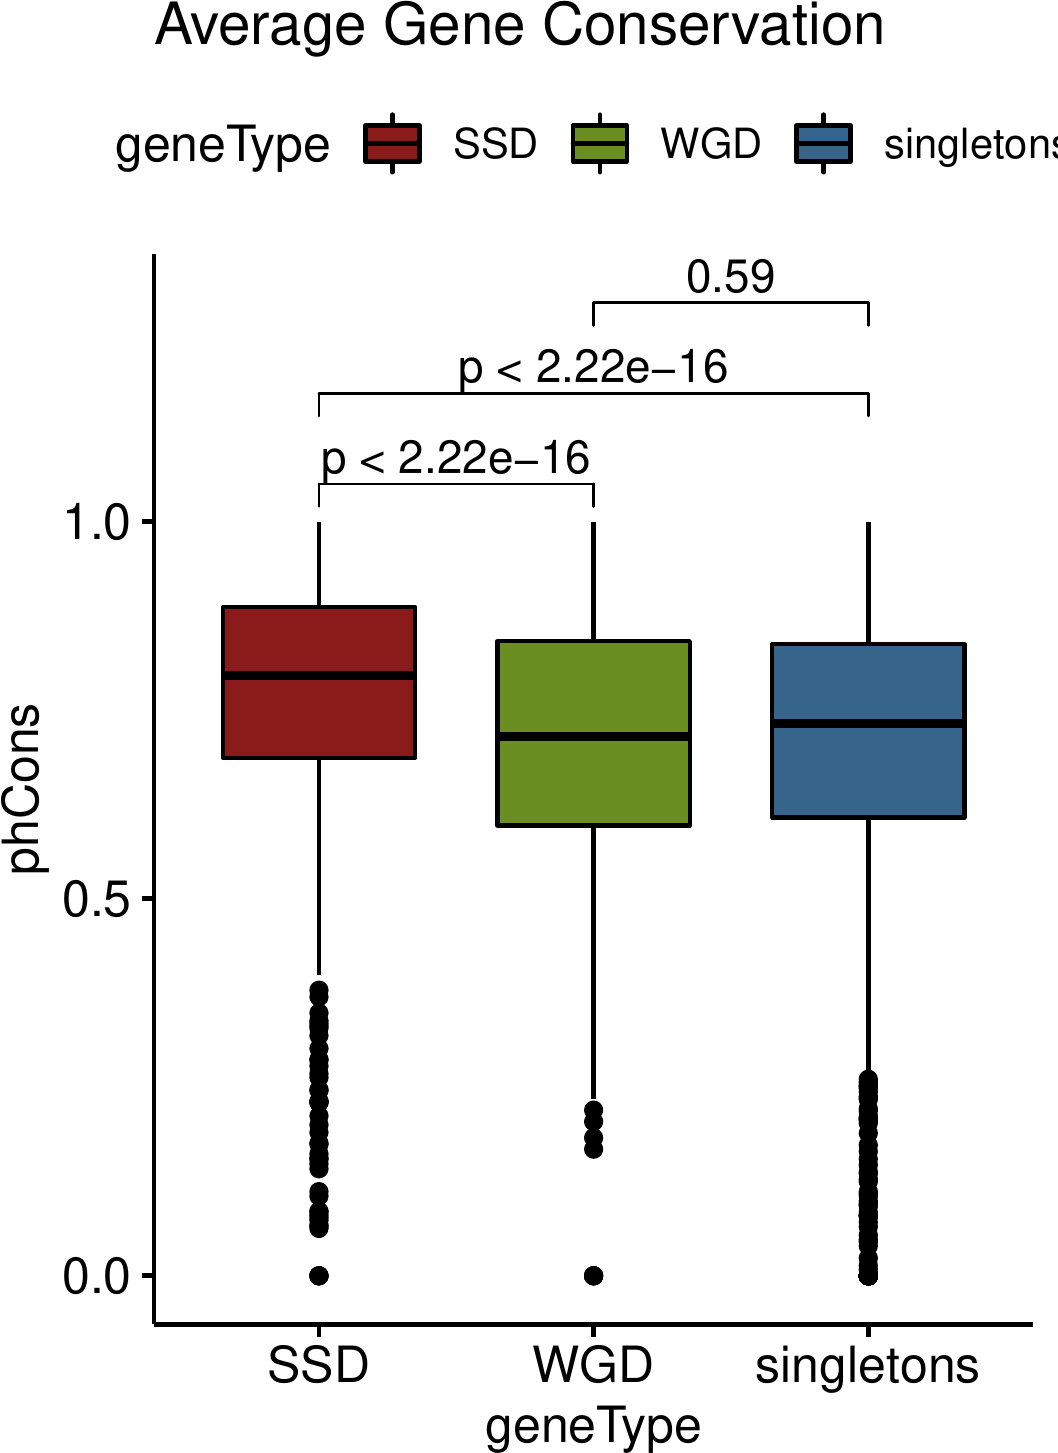 Average Gene Conservation
geneType SSD WGD singletons
0.59
p < 2.22e−16
p < 2.22e−16
1.0
0.5
0.0
phCons
SSD WGD singletons
geneType